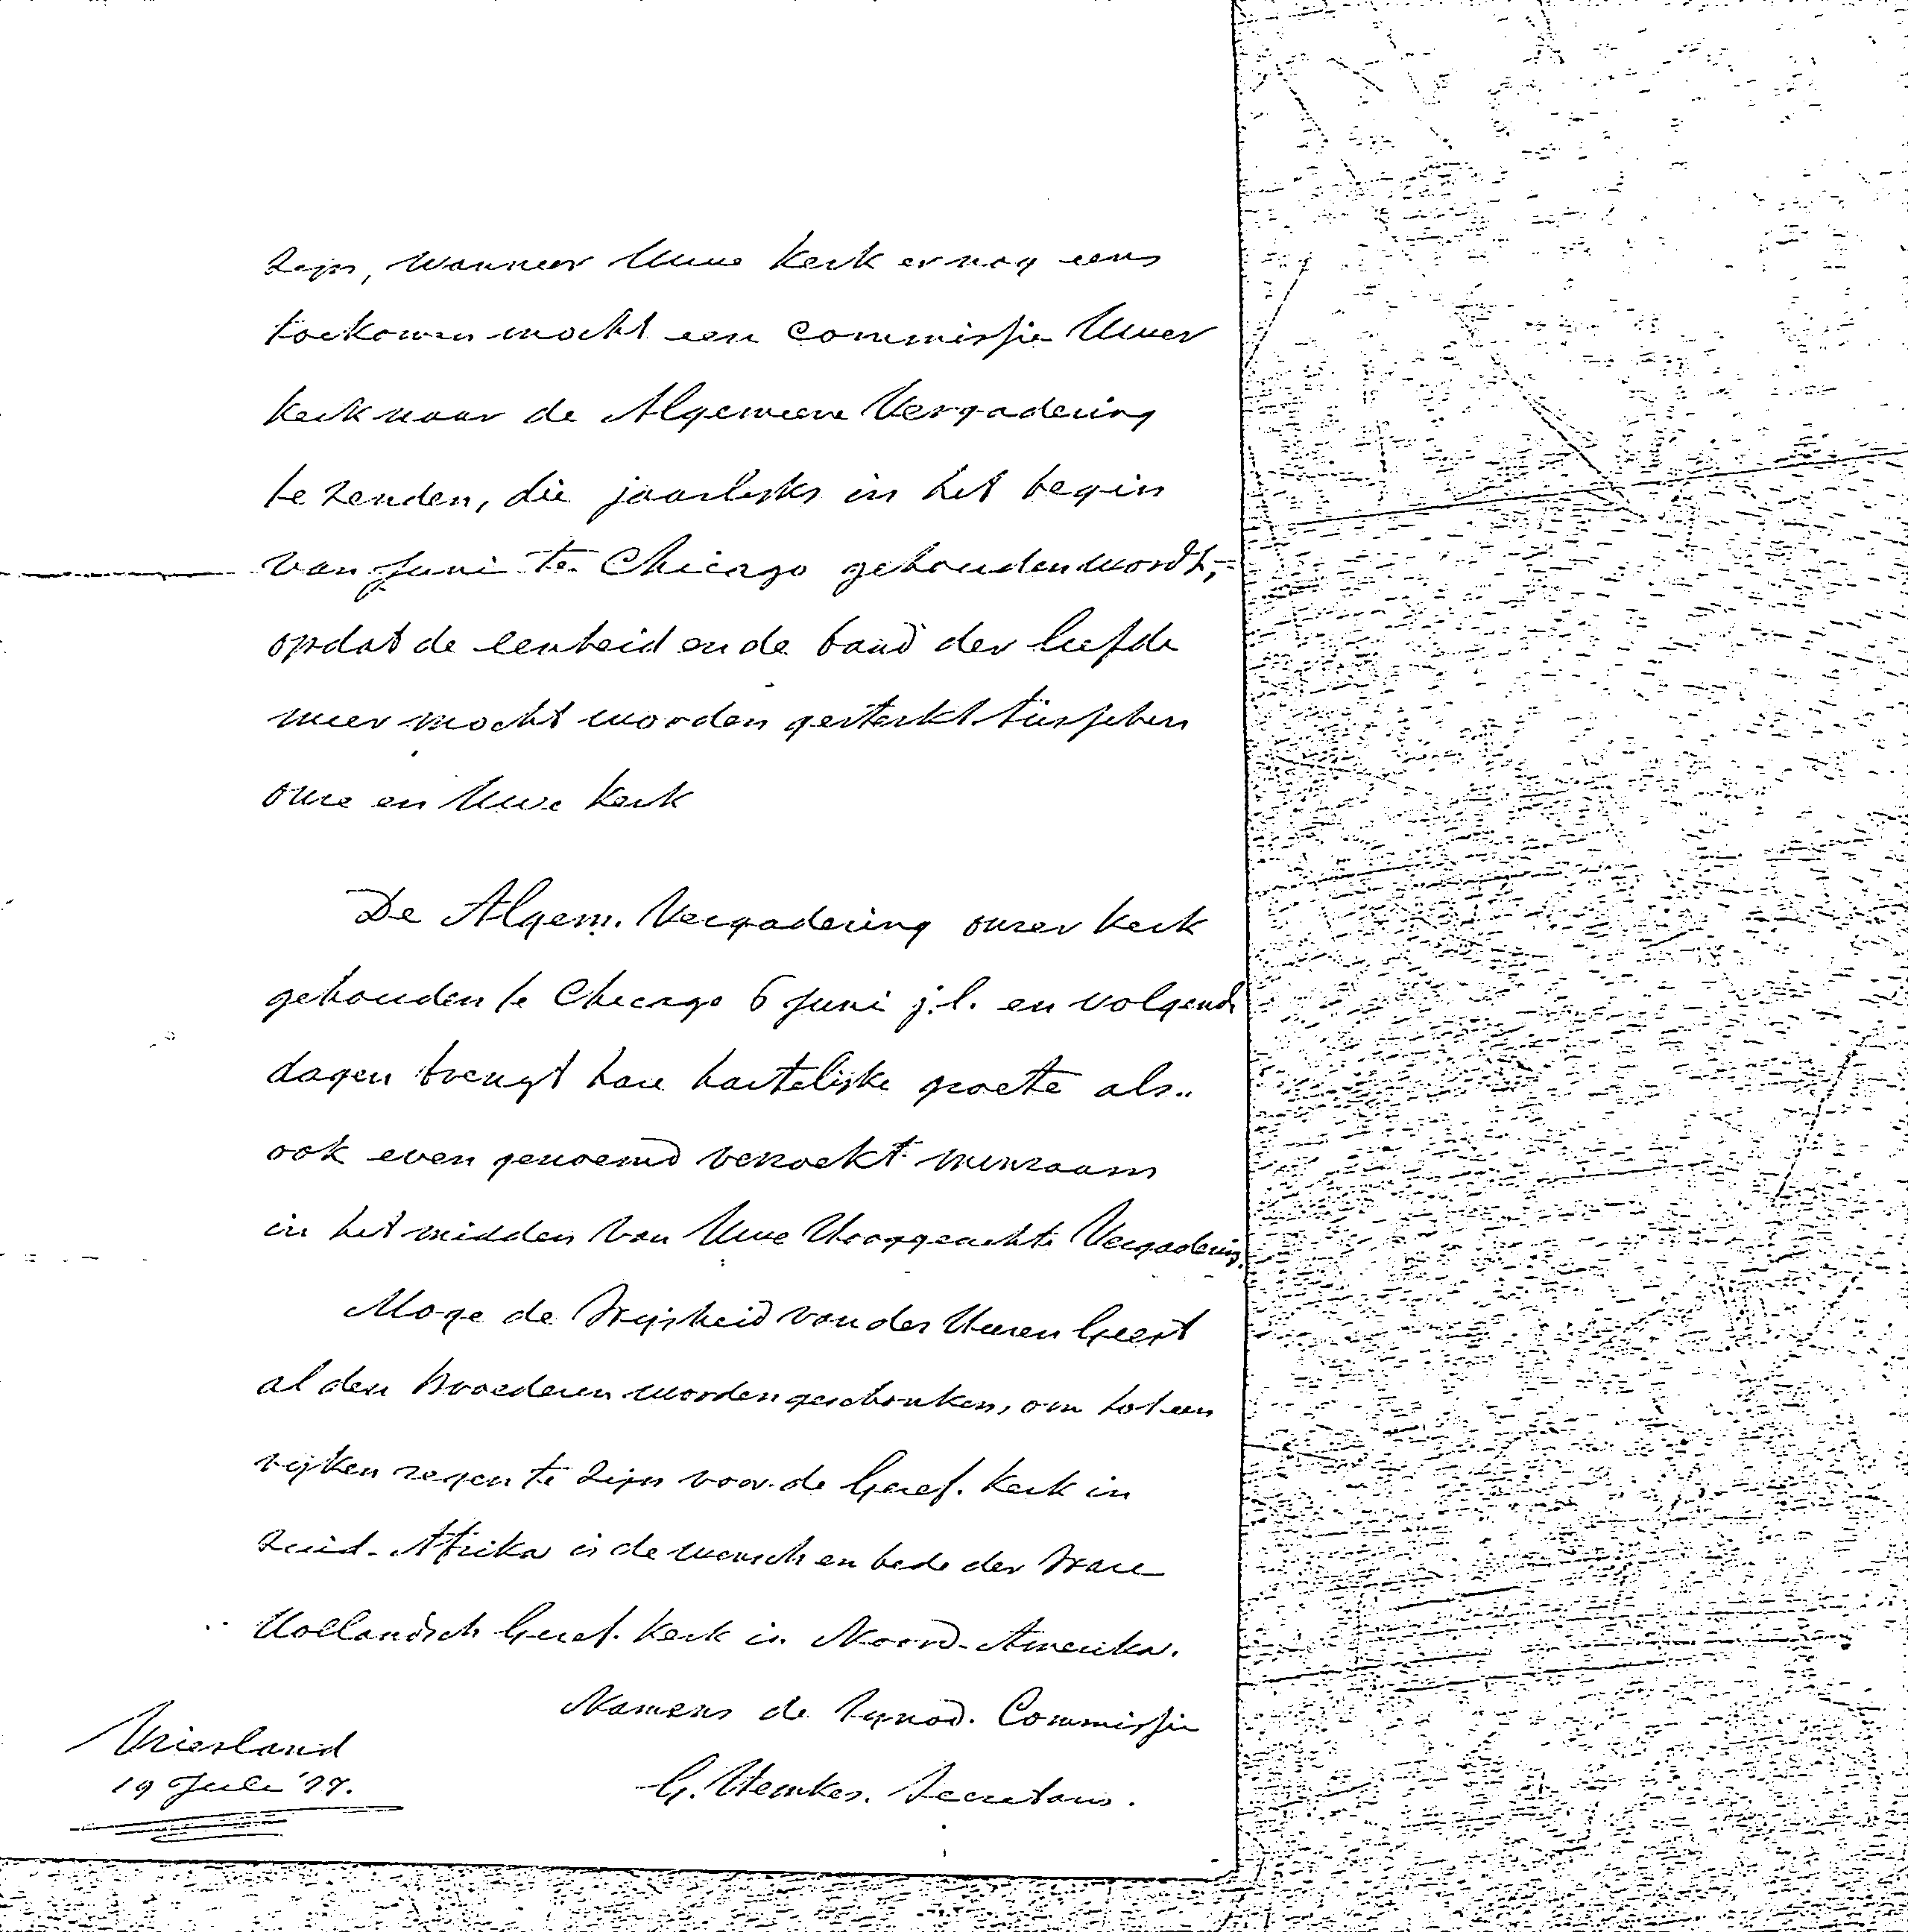 zijn, wanneer Uwe Kerk er nog eens
toekomen mocht een commissie Uwer
Kerk naar de Algemeene Vergadering
te zenden, die jaarlijks in het begin
van Juni te Chicago gehouden wordt,
opdat de eenheid en de band der liefde
meer mocht worden gesterkt tusschen
onze en Uwe Kerk
De Algem. Vergadering onzer Kerk
gehouden te Chicago 6 Juni j.l. en volgende
dagen brengt hare hartelijke groete als
ook even genoemd verzoek minzaam
in het midden van Uwe Hooggeachte Vergadering.
Moge de Wijsheid van den Heeren Geest
al den Broederen worden geschonken, om tot een
rijken zegen te zijn voor de Geref. Kerk in
Zuid-Afrika is de wensch en bede der Ware
Hollandsch Geref. Kerk in Noord-Amerika.
Namens de Synod. Commissie
Vriesland
19 Juli '77.
G. Hemkes. Secretaris.